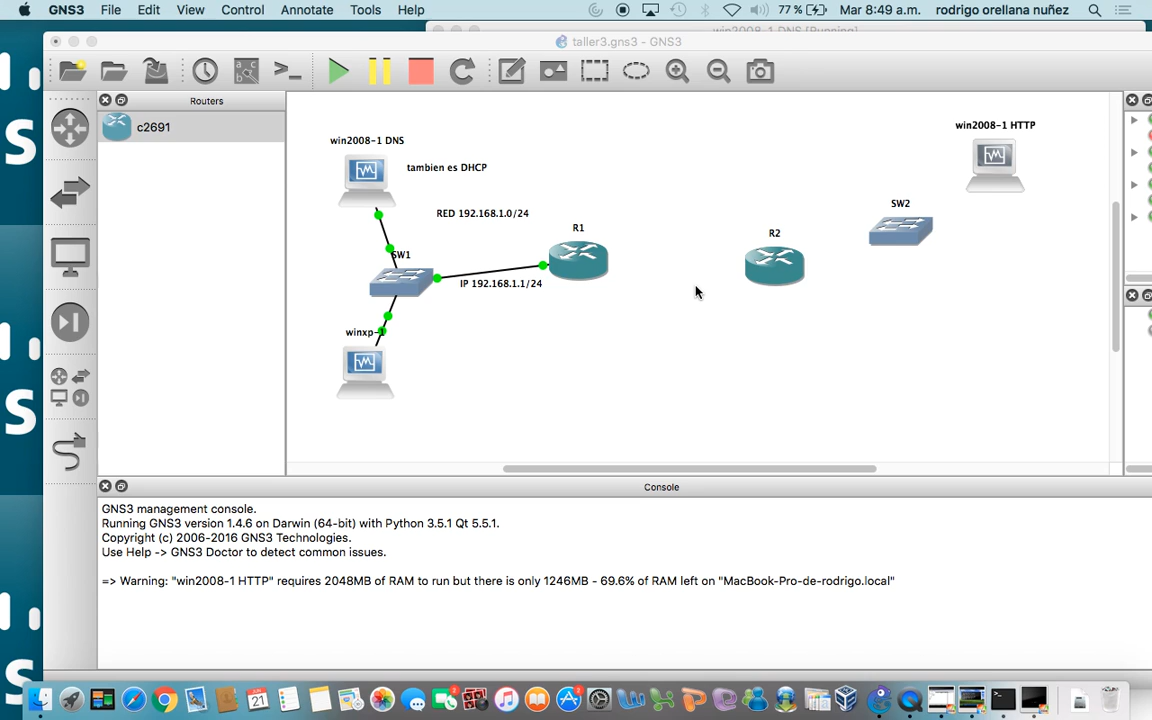 GNS3 File Edit View Control Annotate Tools Help
77 % Mar 8:49 a.m. rodrigo orellana nuñez
win2008-1 DNS [Running]
taller3.gns3 - GNS3
Routers
c2691
win2008-1 DNS
tambien es DHCP
RED 192.168.1.0/24
SW1
R1
IP 192.168.1.1/24
winxp-1
R2
SW2
win2008-1 HTTP
Console
GNS3 management console.
Running GNS3 version 1.4.6 on Darwin (64-bit) with Python 3.5.1 Qt 5.5.1.
Copyright (c) 2006-2016 GNS3 Technologies.
Use Help -> GNS3 Doctor to detect common issues.
=> Warning: "win2008-1 HTTP" requires 2048MB of RAM to run but there is only 1246MB - 69.6% of RAM left on "MacBook-Pro-de-rodrigo.local"